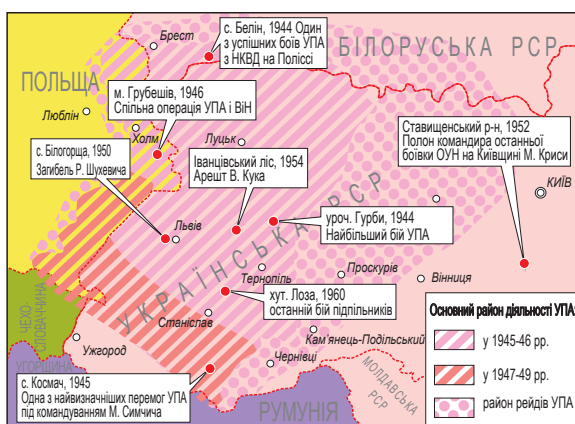 с. Белін, 1944 Один
з успішних боїв УПА
з НКВД на Поліссі
Брест
БІЛОРУСЬКА РСР
ПОЛЬЩА
м. Грубешів, 1946
Спільна операція УПА і ВіН
Люблін
Холм
Луцьк
Ставищенський р-н, 1952
Полон командира останньої
боївки ОУН на Київщині М. Криси
с. Білогорща, 1950
Загибель Р. Шухевича
Іванцівський ліс, 1954
Арешт В. Кука
КИЇВ
уроч. Гурби, 1944
Найбільший бій УПА
Львів
УКРАЇНСЬКА РСР
Тернопіль
Проскурів
Вінниця
хут. Лоза, 1960
останній бій підпільників
ЧЕХО-
СЛОВАЧЧИНА
Станіслав
Ужгород
Кам'янець-Подільський
Чернівці
УГОРЩИНА
МОЛДАВСЬКА
РСР
с. Космач, 1945
Одна з найвизначніших перемог УПА
під командуванням М. Симчича
РУМУНІЯ
Основний район діяльності УПА:
у 1945-46 рр.
у 1947-49 рр.
район рейдів УПА